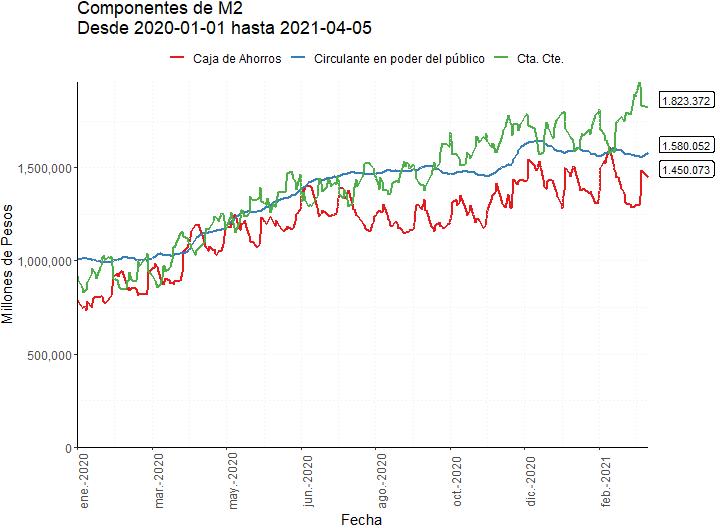 Componentes de M2
Desde 2020-01-01 hasta 2021-04-05
Caja de Ahorros Circulante en poder del público Cta. Cte.
1.823.372
1.580.052
1.450.073
Millones de Pesos
1,500,000
1,000,000
500,000
0
ene.-2020
mar.-2020
may.-2020
jun.-2020
ago.-2020
oct.-2020
dic.-2020
feb.-2021
Fecha